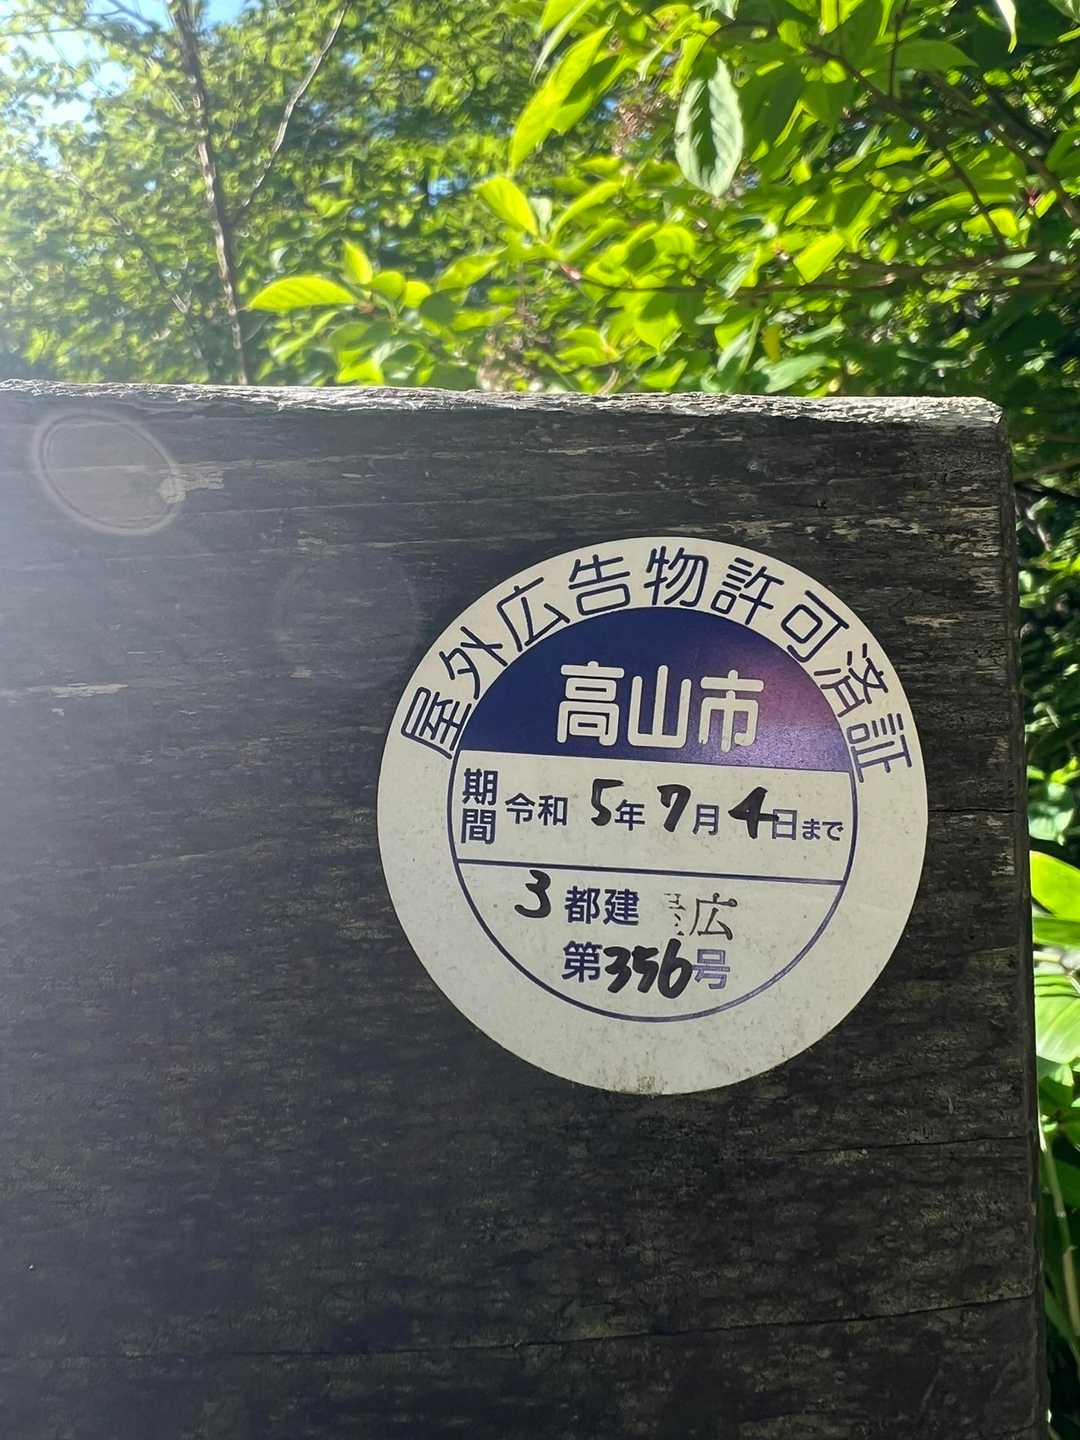 屋外広告物許可済証
高山市
期間 令和5年7月4日まで
3都建 広
第356号